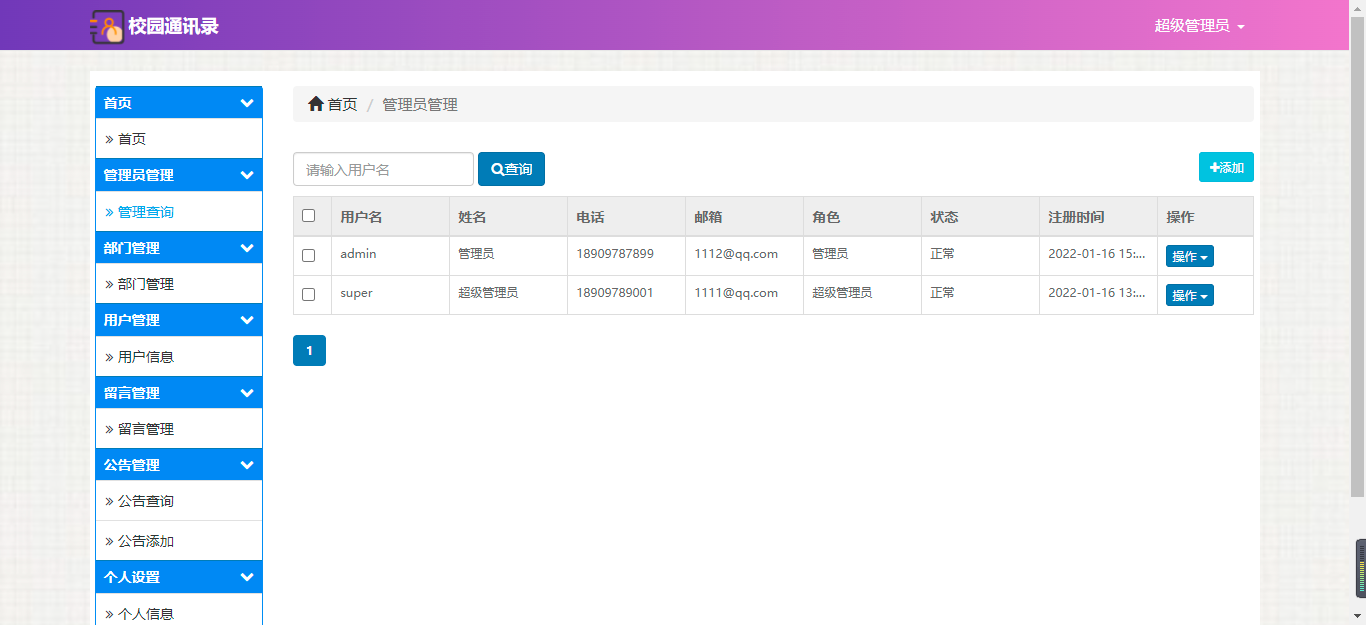 校园通讯录
超级管理员
首页
» 首页
管理员管理
» 管理查询
部门管理
» 部门管理
用户管理
» 用户信息
留言管理
» 留言管理
公告管理
» 公告查询
» 公告添加
个人设置
» 个人信息
首页 / 管理员管理
请输入用户名 查询 添加
用户名 姓名 电话 邮箱 角色 状态 注册时间 操作
admin 管理员 18909787899 1112@qq.com 管理员 正常 2022-01-16 15:... 操作
super 超级管理员 18909789001 1111@qq.com 超级管理员 正常 2022-01-16 13:... 操作
1